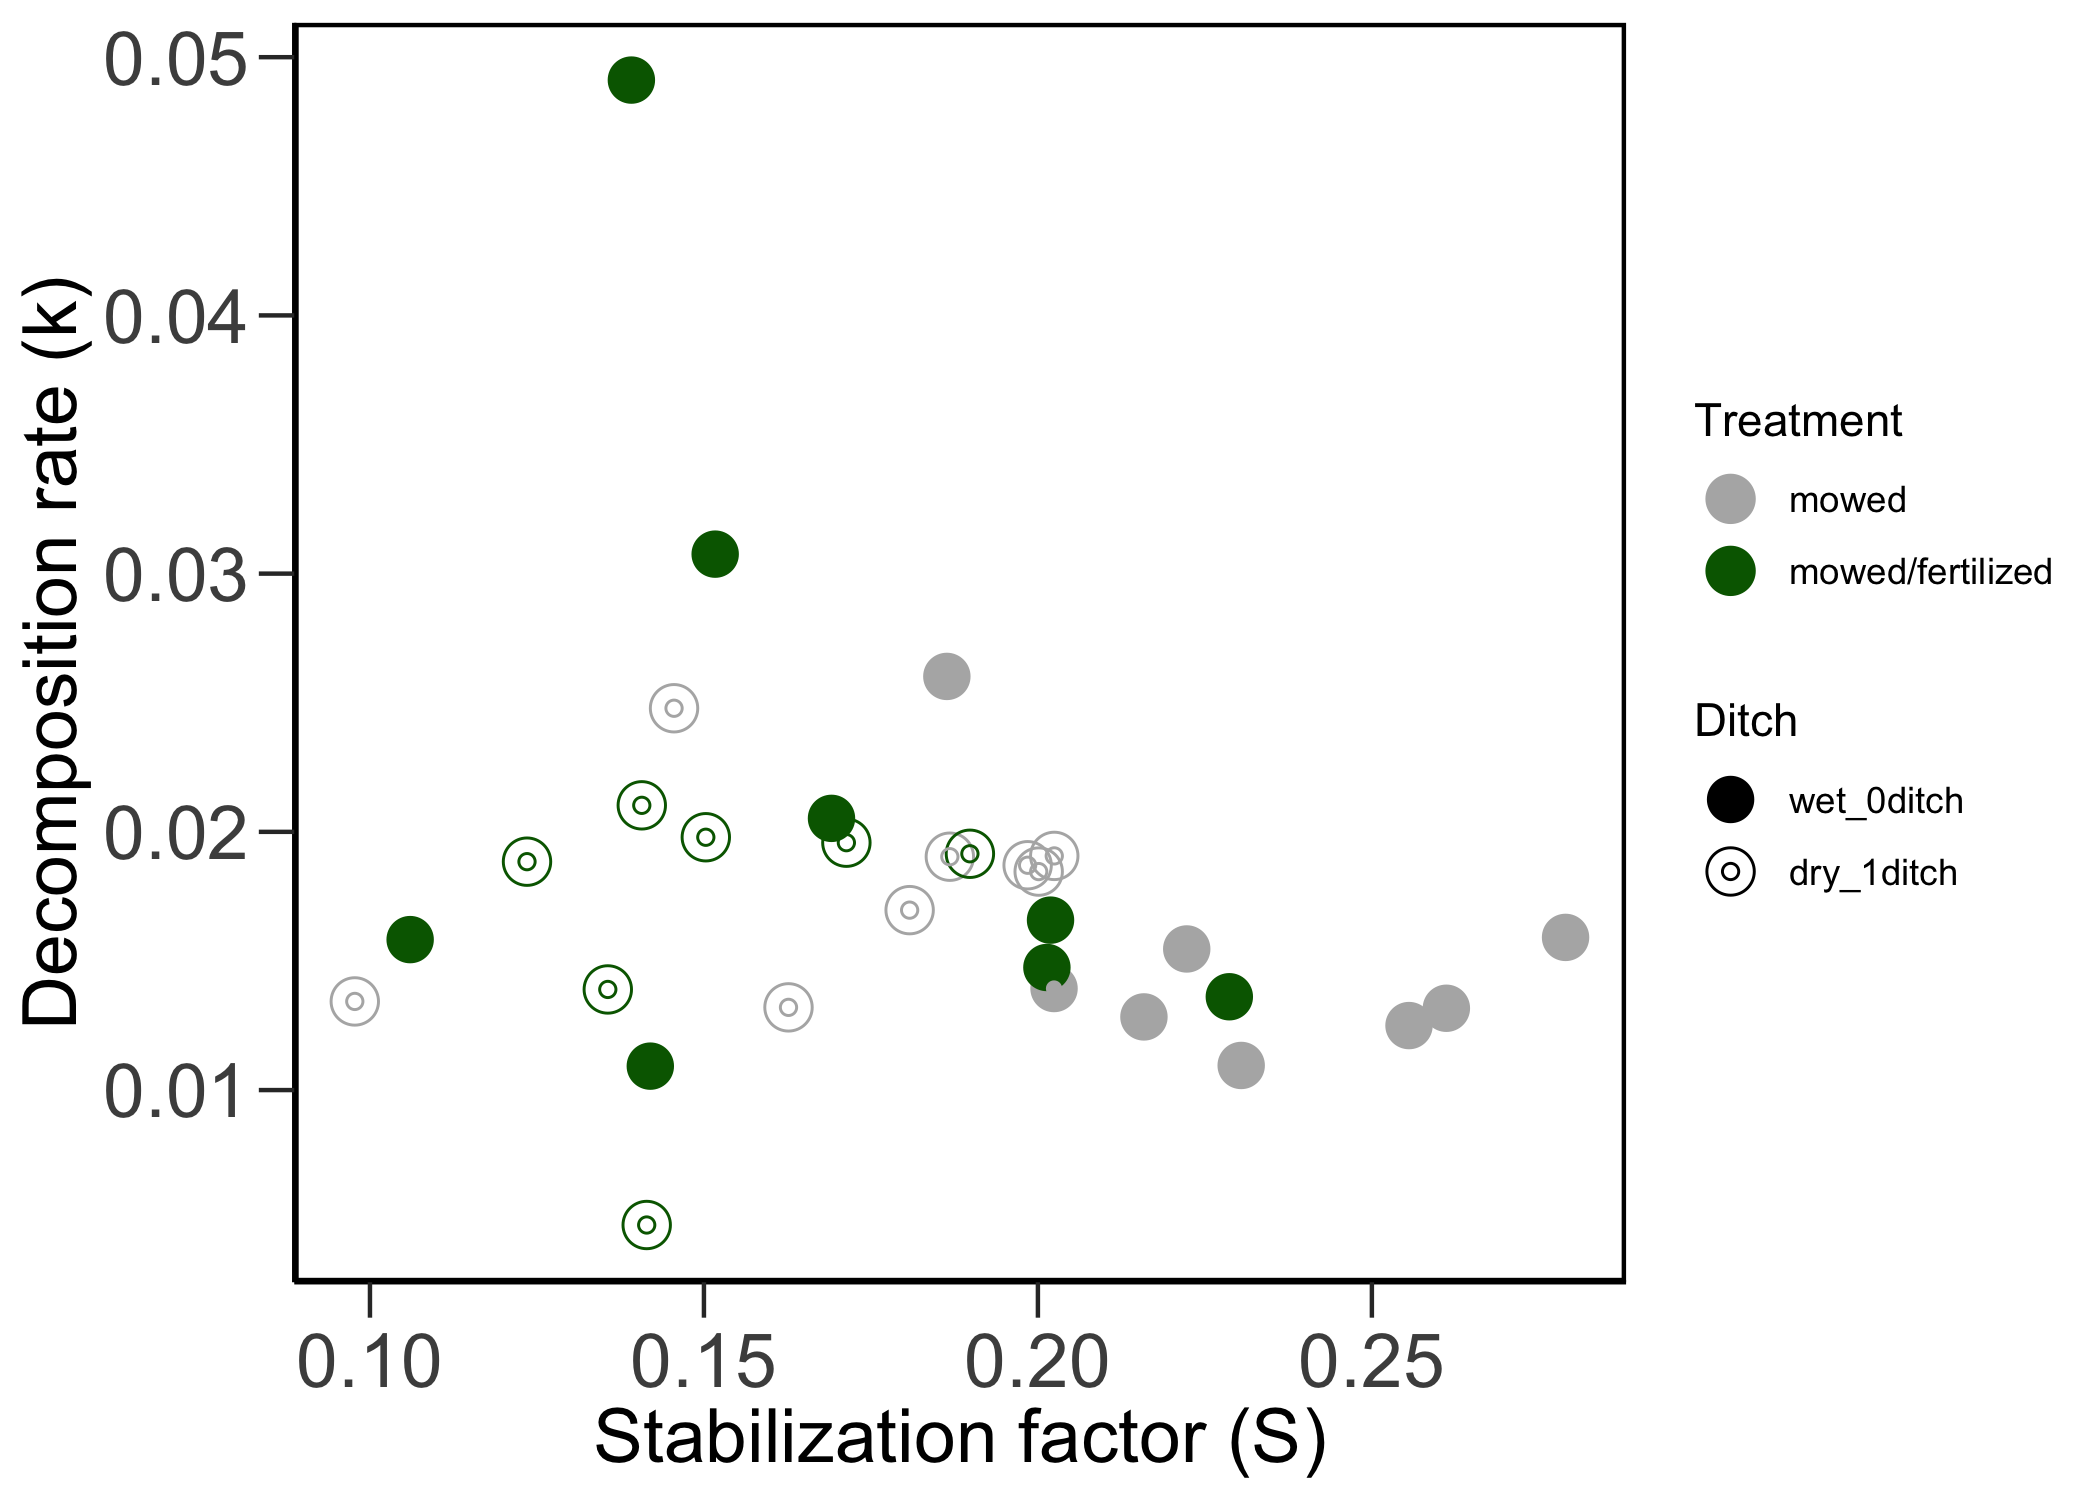 0.05
0.04
0.03
0.02
0.01
Decomposition rate (k)
0.10 0.15 0.20 0.25
Stabilization factor (S)
Treatment
mowed
mowed/fertilized
Ditch
wet_0ditch
dry_1ditch